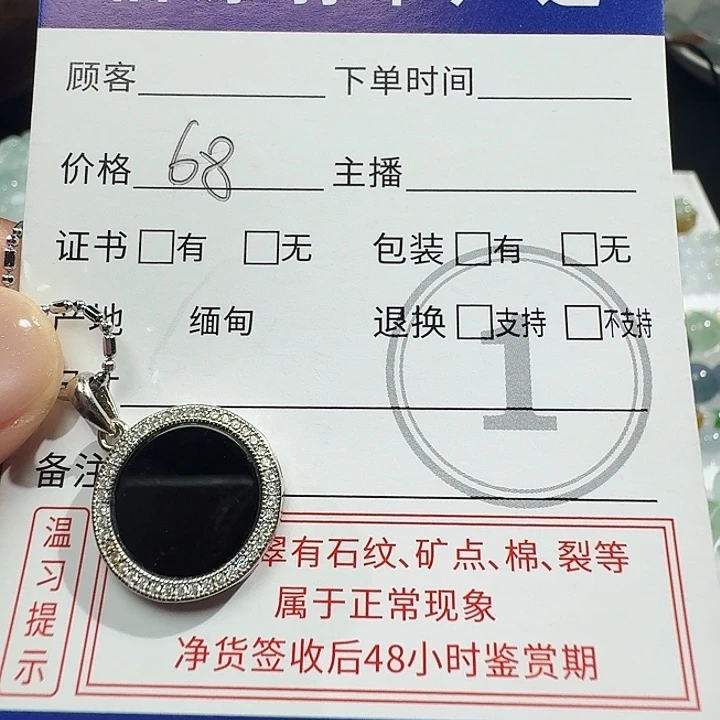 顾客 下单时间
价格 68 主播
证书 □有 □无 包装 □有 □无
产地 缅甸 退换 □支持 □不支持
备注
1
温习提示
翠有石纹、矿点、棉、裂等
属于正常现象
净货签收后48小时鉴赏期